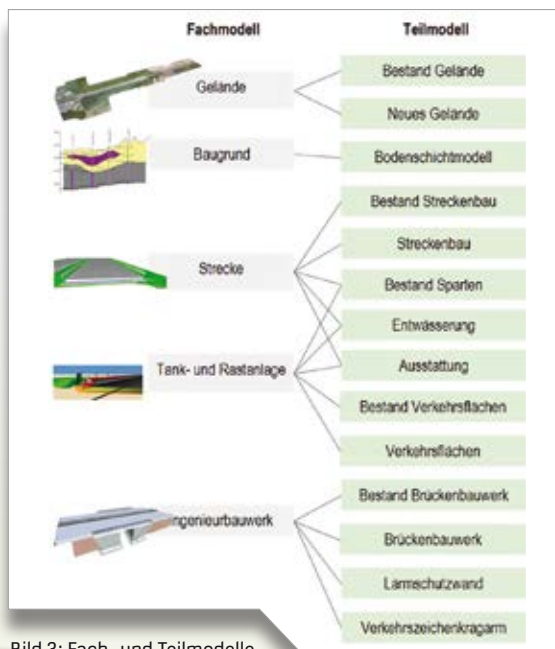 Fachmodell
Teilmodell
Gelände
Bestand Gelände
Neues Gelände
Baugrund
Bodenschichtmodell
Strecke
Bestand Streckenbau
Streckenbau
Bestand Sparten
Entwässerung
Ausstattung
Tank- und Rastanlage
Bestand Verkehrsflächen
Verkehrsflächen
Ingenieurbauwerk
Bestand Brückenbauwerk
Brückenbauwerk
Lärmschutzwand
Verkehrszeichenkragarm
Bild 3: Fach- und Teilmodelle